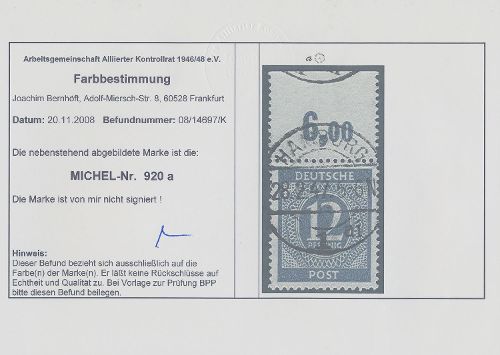 Arbeitsgemeinschaft Alliierter Kontrollrat 1946/48 e.V.
Farbbestimmung
Joachim Bernhöft, Adolf-Miersch-Str. 8, 60528 Frankfurt
Datum: 20.11.2008 Befundnummer: 08/14697/K
Die nebenstehend abgebildete Marke ist die:
MICHEL-Nr. 920 a
Die Marke ist von mir nicht signiert !
Hinweis:
Dieser Befund bezieht sich ausschließlich auf die
Farbe(n) der Marke(n). Er läßt keine Rückschlüsse auf
Echtheit und Qualität zu. Bei Vorlage zur Prüfung BPP
bitte diesen Befund beilegen.
6,00
HAMBURG
DEUTSCHE
12
PFENNIG
POST